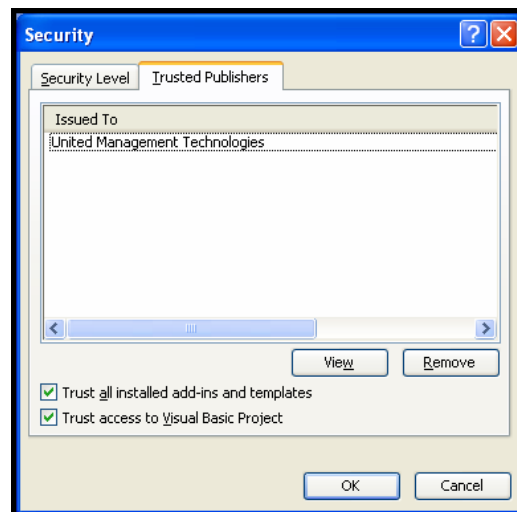 Security
Security Level Trusted Publishers
Issued To
United Management Technologies
View Remove
Trust all installed add-ins and templates
Trust access to Visual Basic Project
OK Cancel